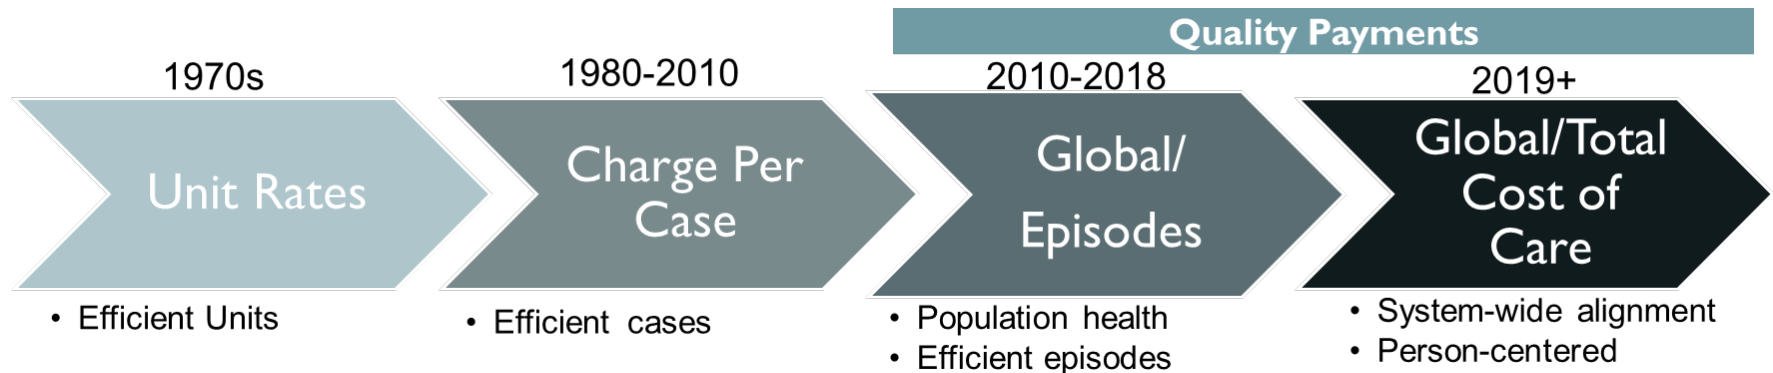 Quality Payments
1970s
1980-2010
2010-2018
2019+
Unit Rates
Charge Per
Case
Global/
Episodes
Global/Total
Cost of
Care
• Efficient Units
• Efficient cases
• Population health
• Efficient episodes
• System-wide alignment
• Person-centered